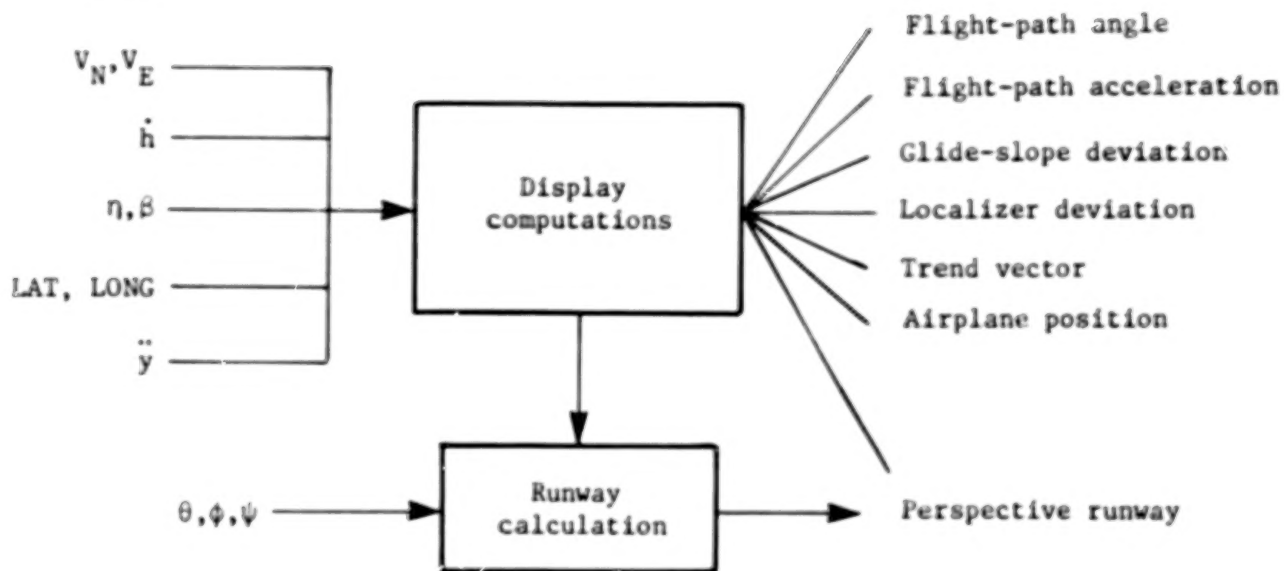 V_N, V_E
ḣ
η, β
LAT, LONG
ÿ
Display
computations
Flight-path angle
Flight-path acceleration
Glide-slope deviation
Localizer deviation
Trend vector
Airplane position
θ, φ, ψ
Runway
calculation
Perspective runway